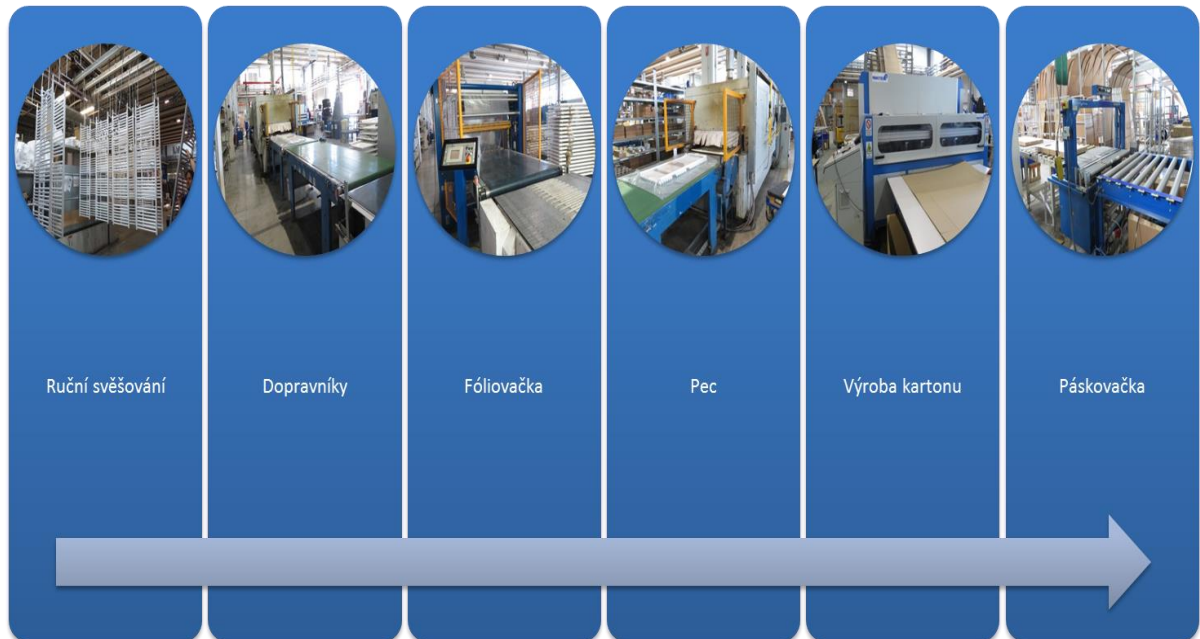 Ruční svěšování
Dopravníky
Fóliovačka
Pec
Výroba kartonu
Páskovačka